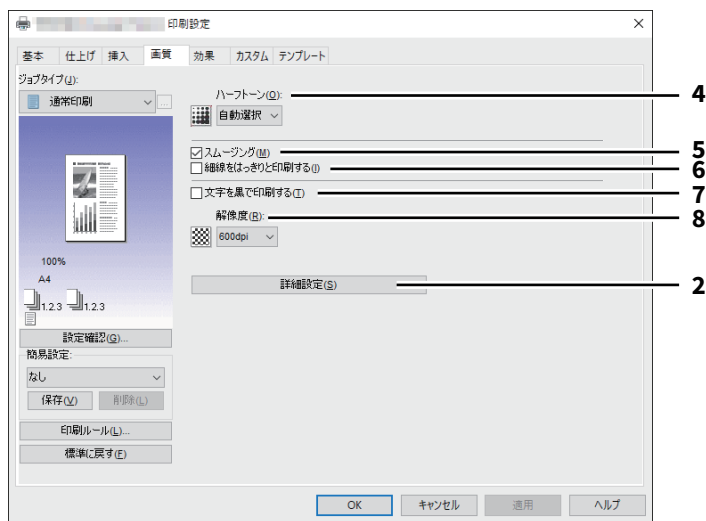 印刷設定
基本 仕上げ 挿入 画質 効果 カスタム テンプレート
ジョブタイプ(J):
通常印刷
...
ハーフトーン(O):
自動選択
4
スムージング(M)
5
細線をはっきりと印刷する(I)
6
文字を黒で印刷する(T)
7
解像度(R):
8
600dpi
100%
A4
1.2.3 1.2.3
詳細設定(S)
2
設定確認(G)...
簡易設定:
なし
保存(V) 削除(L)
印刷ルール(L)...
標準に戻す(E)
OK キャンセル 適用 ヘルプ